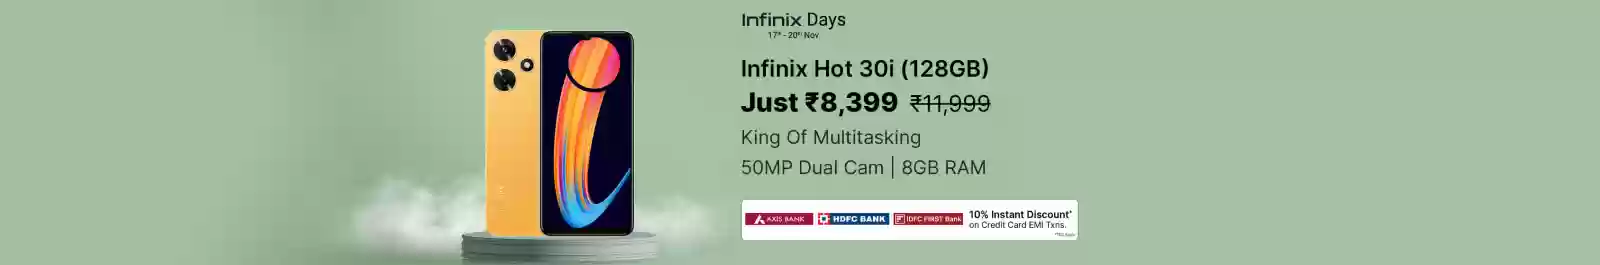 Infinix Days
17th - 20th Nov
Infinix Hot 30i (128GB)
Just ₹8,399 ₹11,999
King Of Multitasking
50MP Dual Cam | 8GB RAM
AXIS BANK HDFC BANK IDFC FIRST Bank 10% Instant Discount*
on Credit Card EMI Txns.
*T&C Apply